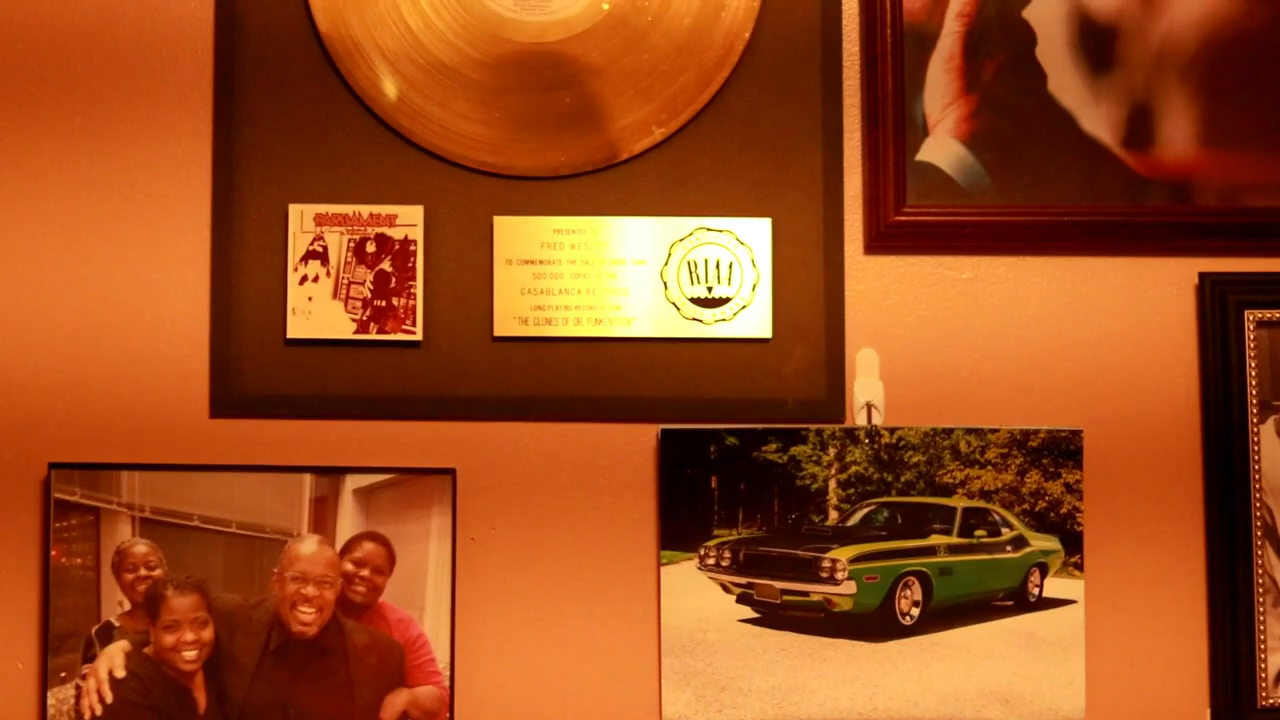 PARLIAMENT
PRESENTED TO
FRED WESLEY
TO COMMEMORATE THE SALE OF MORE THAN
500,000 COPIES OF THE
CASABLANCA RECORDS
LONG-PLAYING RECORD ALBUM
"THE CLONES OF DR. FUNKENSTEIN"
RIAA